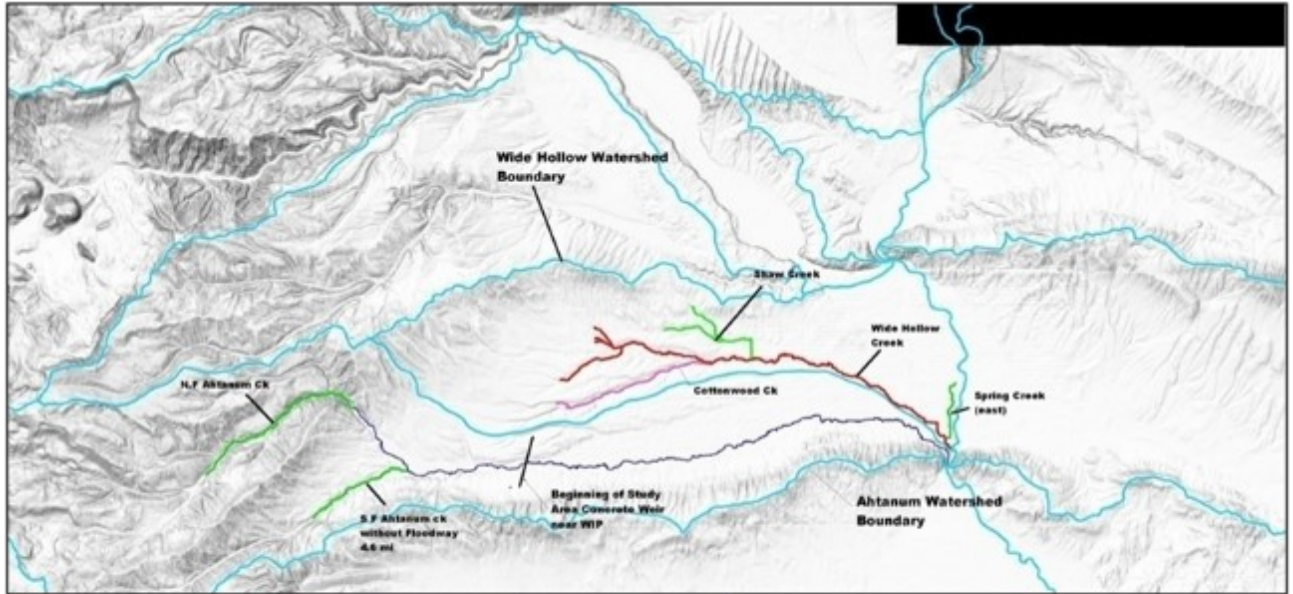 Wide Hollow Watershed
Boundary
Shaw Creek
Wide Hollow
Creek
N.F Ahtanum Ck
Cottonwood Ck
Spring Creek
(east)
Beginning of Study
Area Concrete Weir
near WIP
Ahtanum Watershed
Boundary
S.F Ahtanum ck
without Floodway
4.6 mi